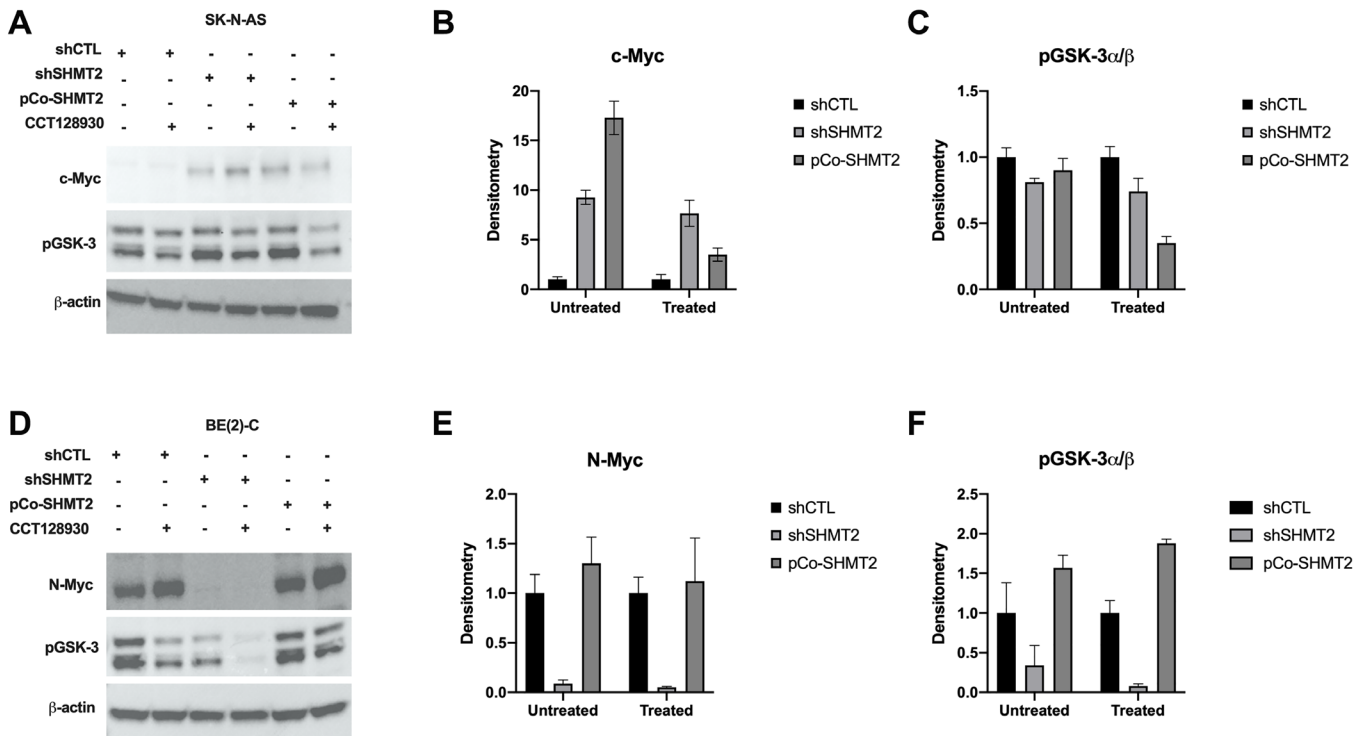 A
SK-N-AS
shCTL + + - - - -
shSHMT2 - - + + - -
pCo-SHMT2 - - - - + +
CCT128930 - + - + - +
c-Myc
pGSK-3
β-actin
B
c-Myc
Densitometry
20
15
10
5
0
Untreated Treated
shCTL
shSHMT2
pCo-SHMT2
C
pGSK-3α/β
Densitometry
1.5
1.0
0.5
0.0
Untreated Treated
shCTL
shSHMT2
pCo-SHMT2
D
BE(2)-C
shCTL + + - - - -
shSHMT2 - - + + - -
pCo-SHMT2 - - - - + +
CCT128930 - + - + - +
N-Myc
pGSK-3
β-actin
E
N-Myc
Densitometry
2.0
1.5
1.0
0.5
0.0
Untreated Treated
shCTL
shSHMT2
pCo-SHMT2
F
pGSK-3α/β
Densitometry
2.5
2.0
1.5
1.0
0.5
0.0
Untreated Treated
shCTL
shSHMT2
pCo-SHMT2